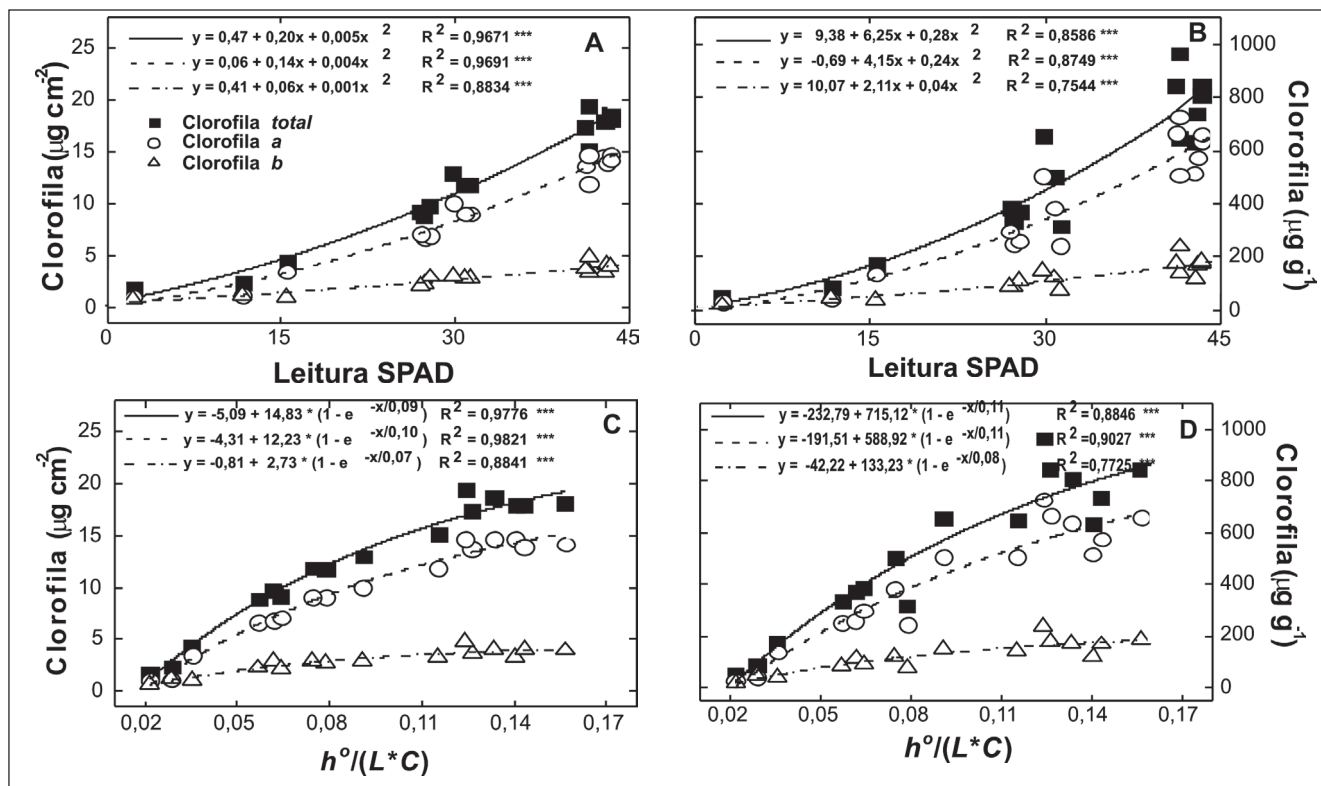 y = 0,47 + 0,20x + 0,005x 2 R 2 = 0,9671 ***
y = 0,06 + 0,14x + 0,004x 2 R 2 = 0,9691 ***
y = 0,41 + 0,06x + 0,001x 2 R 2 = 0,8834 ***
A
Clorofila total
Clorofila a
Clorofila b
Clorofila (µg cm-2)
25
20
15
10
5
0
0 15 30 45
Leitura SPAD
y = 9,38 + 6,25x + 0,28x 2 R 2 = 0,8586 ***
y = -0,69 + 4,15x + 0,24x 2 R 2 = 0,8749 ***
y = 10,07 + 2,11x + 0,04x 2 R 2 = 0,7544 ***
B
1000
800
600
400
200
0
Clorofila (µg g-1)
0 15 30 45
Leitura SPAD
y = -5,09 + 14,83 * (1 - e -x/0,09) R 2 = 0,9776 ***
y = -4,31 + 12,23 * (1 - e -x/0,10) R 2 = 0,9821 ***
y = -0,81 + 2,73 * (1 - e -x/0,07) R 2 = 0,8841 ***
C
Clorofila (µg cm-2)
25
20
15
10
5
0
0,02 0,05 0,08 0,11 0,14 0,17
ho/(L*C)
y = -232,79 + 715,12 * (1 - e -x/0,11) R 2 = 0,8846 ***
y = -191,51 + 588,92 * (1 - e -x/0,11) R 2 = 0,9027 ***
y = -42,22 + 133,23 * (1 - e -x/0,08) R 2 = 0,7725 ***
D
1000
800
600
400
200
0
Clorofila (µg g-1)
0,02 0,05 0,08 0,11 0,14 0,17
ho/(L*C)